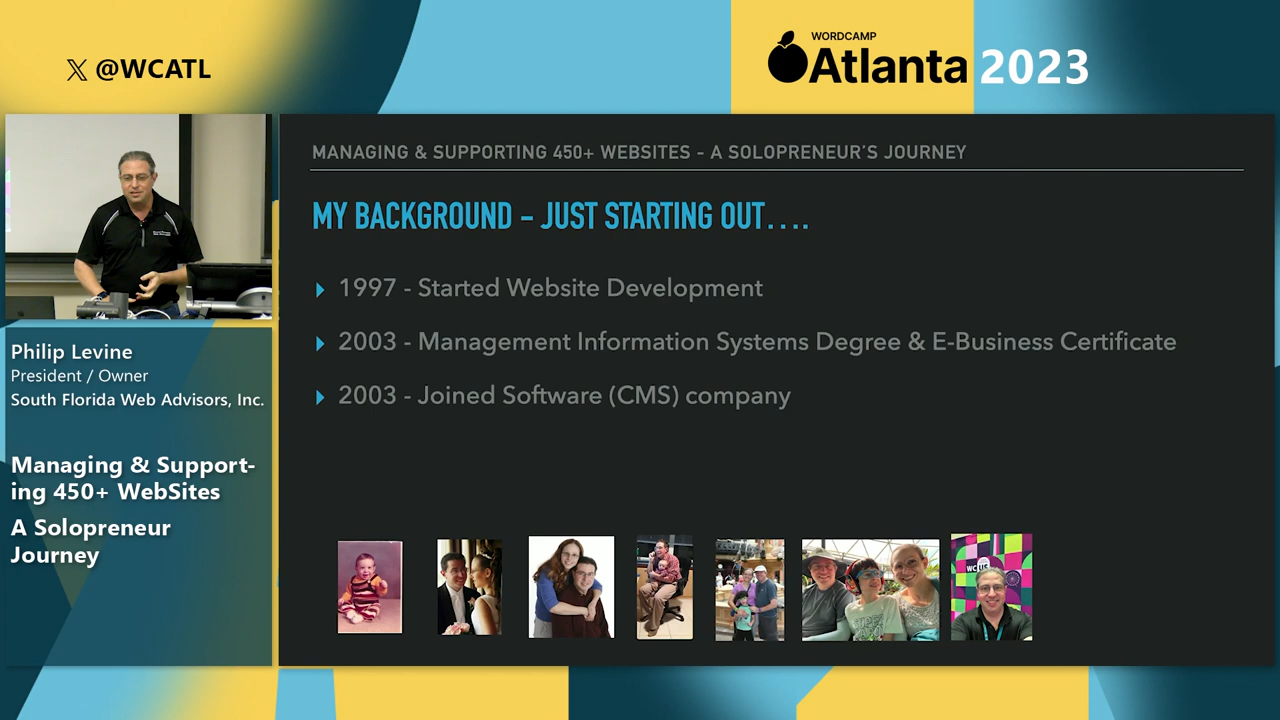 𝕏 @WCATL
WORDCAMP
Atlanta 2023
MANAGING & SUPPORTING 450+ WEBSITES - A SOLOPRENEUR'S JOURNEY
MY BACKGROUND – JUST STARTING OUT....
1997 - Started Website Development
2003 - Management Information Systems Degree & E-Business Certificate
2003 - Joined Software (CMS) company
WCUS
Philip Levine
President / Owner
South Florida Web Advisors, Inc.
Managing & Support-
ing 450+ WebSites
A Solopreneur
Journey